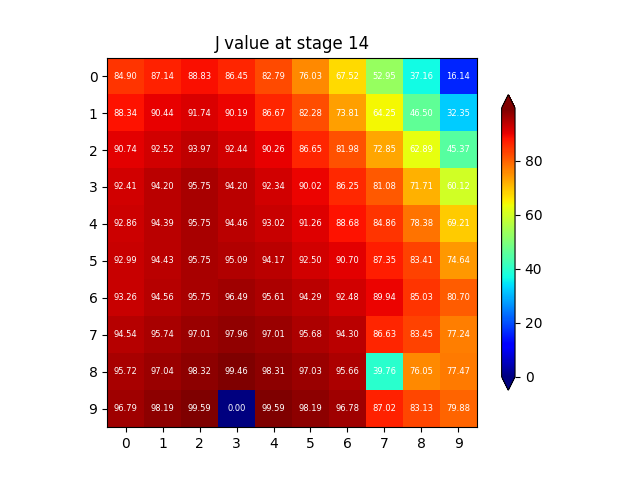 J value at stage 14
0 84.90 87.14 88.83 86.45 82.79 76.03 67.52 52.95 37.16 16.14
1 88.34 90.44 91.74 90.19 86.67 82.28 73.81 64.25 46.50 32.35
2 90.74 92.52 93.97 92.44 90.26 86.65 81.98 72.85 62.89 45.37
3 92.41 94.20 95.75 94.20 92.34 90.02 86.25 81.08 71.71 60.12
4 92.86 94.39 95.75 94.46 93.02 91.26 88.68 84.86 78.38 69.21
5 92.99 94.43 95.75 95.09 94.17 92.50 90.70 87.35 83.41 74.64
6 93.26 94.56 95.75 96.49 95.61 94.29 92.48 89.94 85.03 80.70
7 94.54 95.74 97.01 97.96 97.01 95.68 94.30 86.63 83.45 77.24
8 95.72 97.04 98.32 99.46 98.31 97.03 95.66 39.76 76.05 77.47
9 96.79 98.19 99.59 0.00 99.59 98.19 96.78 87.02 83.13 79.88
0 1 2 3 4 5 6 7 8 9
80
60
40
20
0